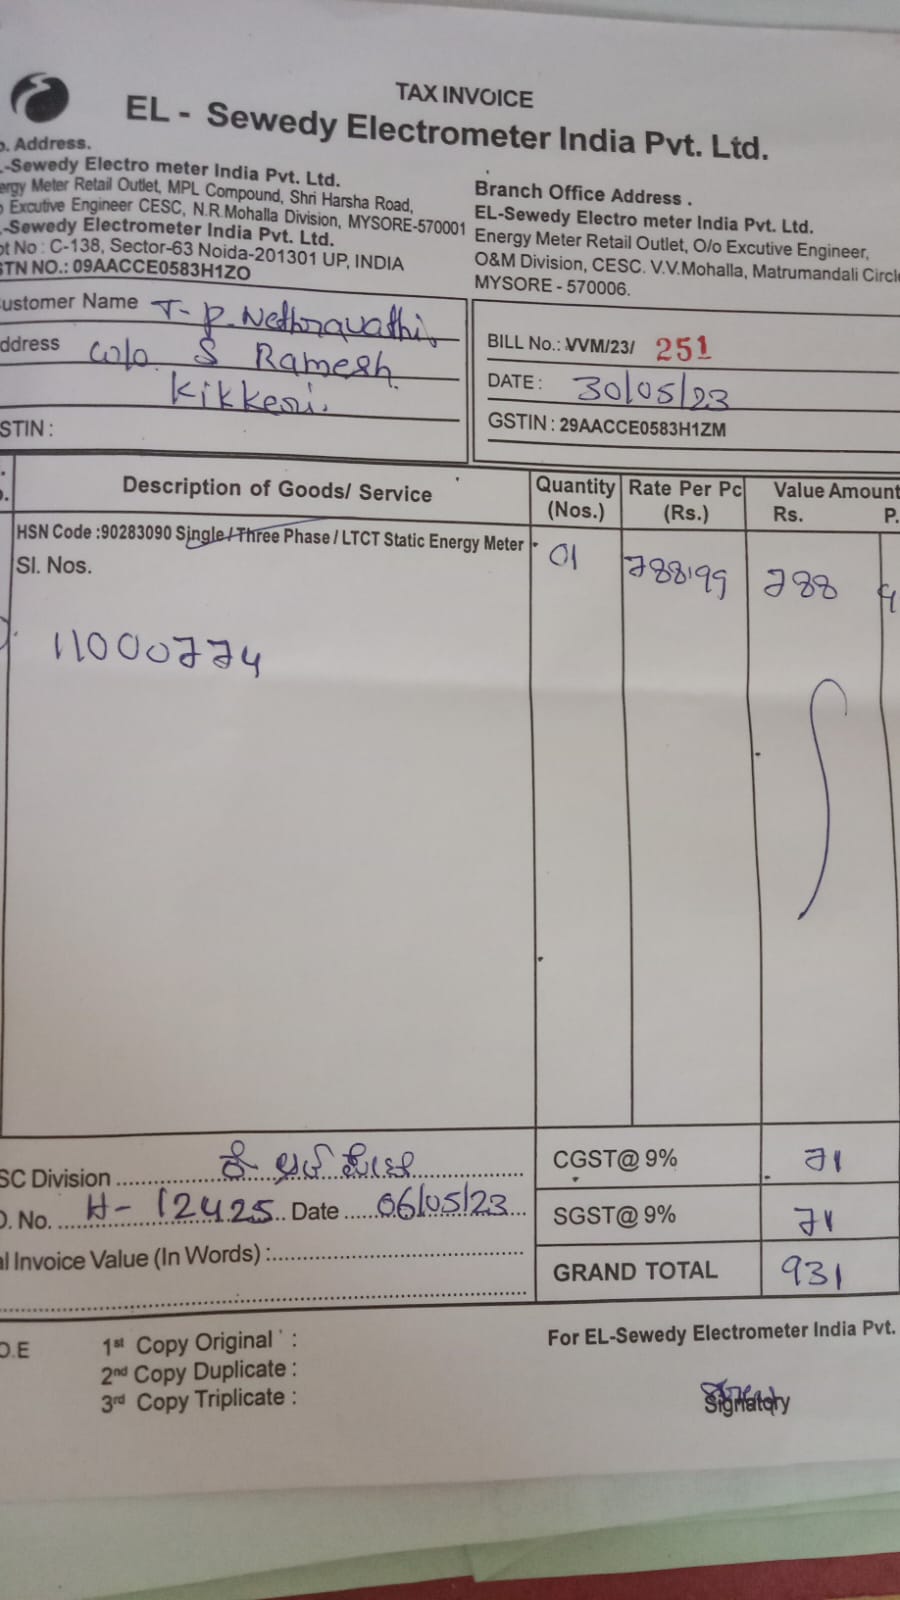 TAX INVOICE
EL - Sewedy Electrometer India Pvt. Ltd.
o. Address.
.-Sewedy Electro meter India Pvt. Ltd.
ergy Meter Retail Outlet, MPL Compound, Shri Harsha Road,
o Excutive Engineer CESC, N.R.Mohalla Division, MYSORE-570001
.-Sewedy Electrometer India Pvt. Ltd.
ot No : C-138, Sector-63 Noida-201301 UP, INDIA
STN NO.: 09AACCE0583H1ZO
Branch Office Address .
EL-Sewedy Electro meter India Pvt. Ltd.
Energy Meter Retail Outlet, O/o Excutive Engineer,
O&M Division, CESC. V.V.Mohalla, Matrumandali Circle
MYSORE - 570006.
ustomer Name T-P. Nethravathi
ddress W/o S Ramesh
Kikkeri.
STIN :
BILL No.: VVM/23/ 251
DATE : 30/05/23
GSTIN : 29AACCE0583H1ZM
Description of Goods/ Service Quantity (Nos.) Rate Per Pc (Rs.) Value Amount Rs. P.
HSN Code :90283090 Single / Three Phase / LTCT Static Energy Meter 01 788.99 788
Sl. Nos.
11000774
SC Division
O. No. H- 12425 Date 06/05/23
al Invoice Value (In Words) :
CGST@ 9% 71
SGST@ 9% 71
GRAND TOTAL 931
O.E
1st Copy Original :
2nd Copy Duplicate :
3rd Copy Triplicate :
For EL-Sewedy Electrometer India Pvt.
Signatory